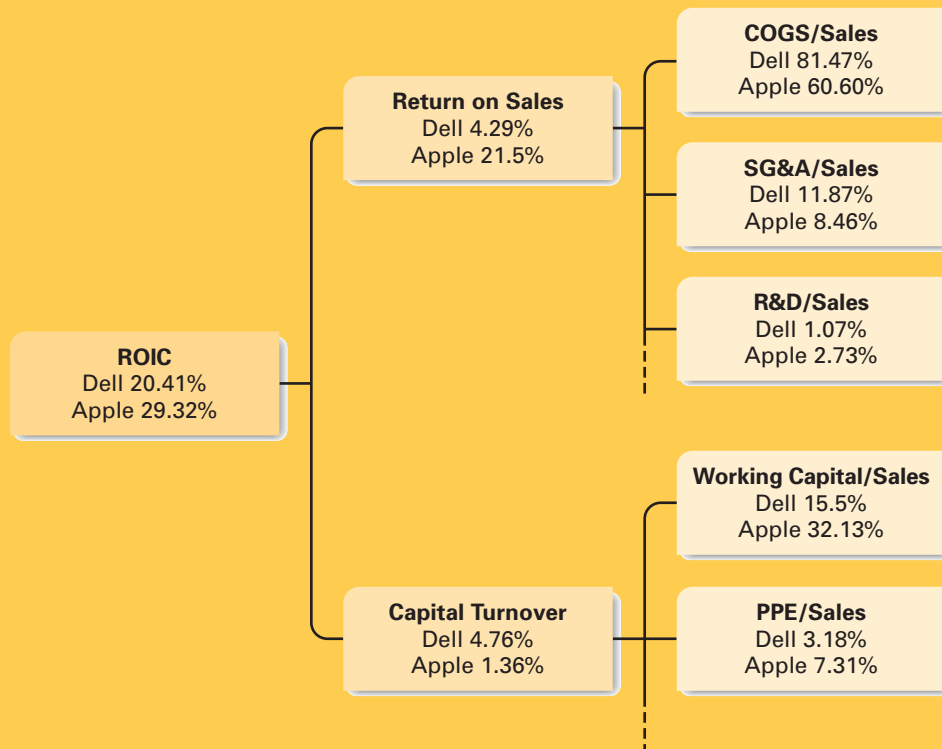 COGS/Sales
Dell 81.47%
Apple 60.60%
Return on Sales
Dell 4.29%
Apple 21.5%
SG&A/Sales
Dell 11.87%
Apple 8.46%
R&D/Sales
Dell 1.07%
Apple 2.73%
ROIC
Dell 20.41%
Apple 29.32%
Working Capital/Sales
Dell 15.5%
Apple 32.13%
Capital Turnover
Dell 4.76%
Apple 1.36%
PPE/Sales
Dell 3.18%
Apple 7.31%